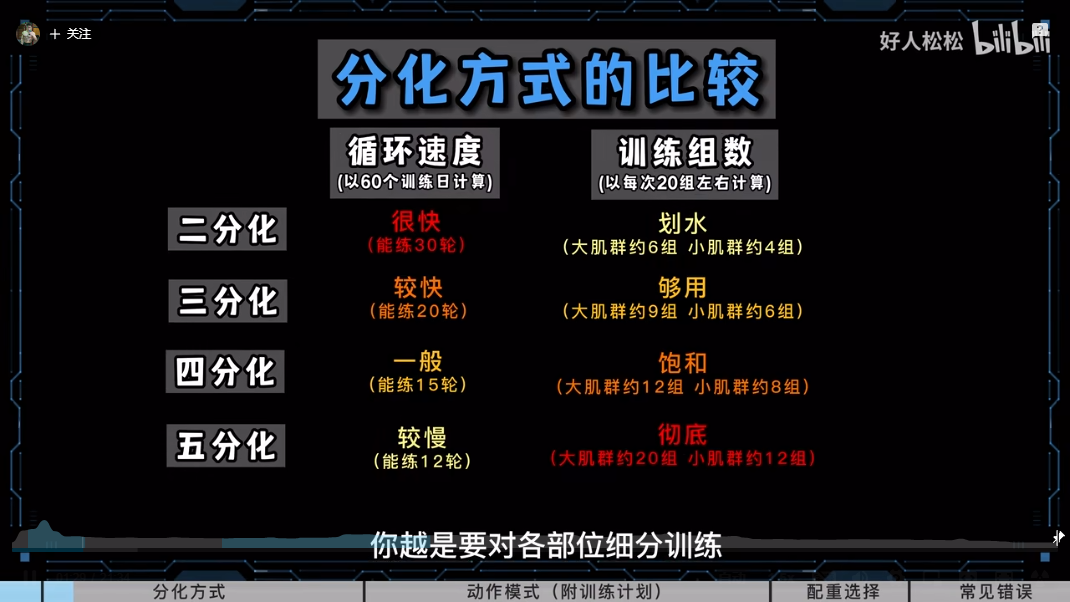 + 关注
好人松松 bilibili
分化方式的比较
循环速度
(以60个训练日计算)
训练组数
(以每次20组左右计算)
二分化
很快
(能练30轮)
划水
(大肌群约6组 小肌群约4组)
三分化
较快
(能练20轮)
够用
(大肌群约9组 小肌群约6组)
四分化
一般
(能练15轮)
饱和
(大肌群约12组 小肌群约8组)
五分化
较慢
(能练12轮)
彻底
(大肌群约20组 小肌群约12组)
你越是要对各部位细分训练
分化方式
动作模式（附训练计划）
配重选择
常见错误